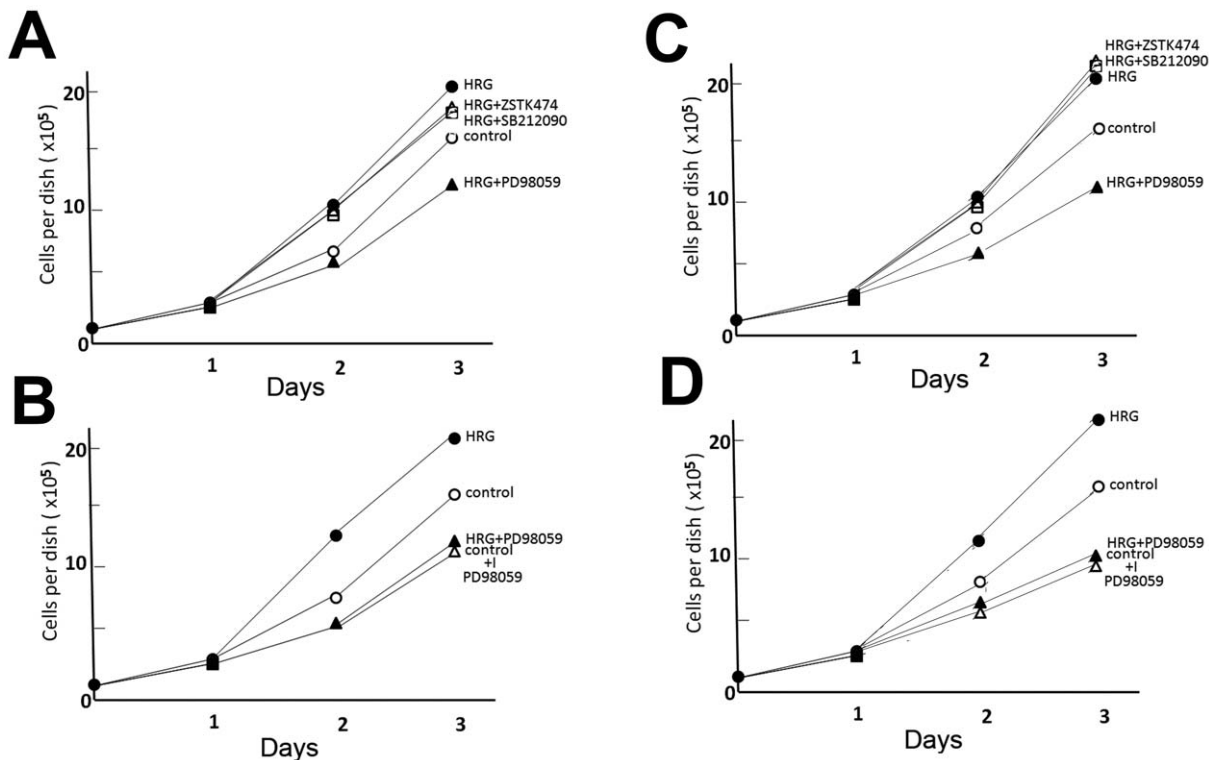 A
Cells per dish ( x10⁵)
20
10
0
HRG
HRG+ZSTK474
HRG+SB212090
control
HRG+PD98059
1 2 3
Days
B
Cells per dish ( x10⁵)
20
10
0
HRG
control
HRG+PD98059
control
+I
PD98059
1 2 3
Days
C
Cells per dish ( x10⁵)
20
10
0
HRG+ZSTK474
HRG+SB212090
HRG
control
HRG+PD98059
1 2 3
Days
D
Cells per dish ( x10⁵)
20
10
0
HRG
control
HRG+PD98059
control
+I
PD98059
1 2 3
Days